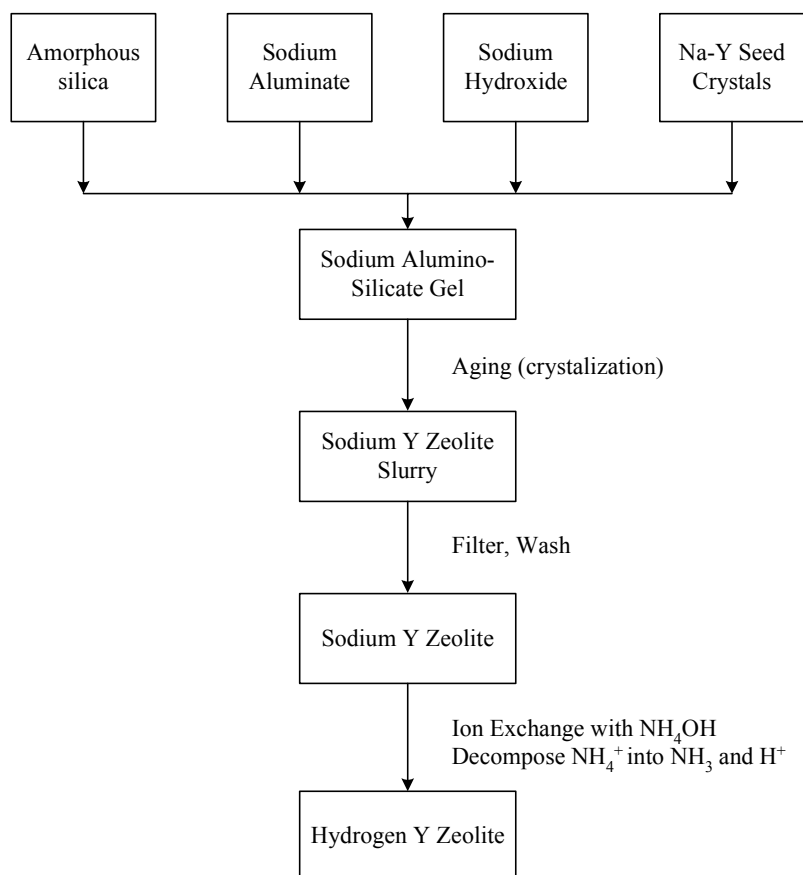 Amorphous
silica
Sodium
Aluminate
Sodium
Hydroxide
Na-Y Seed
Crystals
Sodium Alumino-
Silicate Gel
Aging (crystalization)
Sodium Y Zeolite
Slurry
Filter, Wash
Sodium Y Zeolite
Ion Exchange with NH₄OH
Decompose NH₄⁺ into NH₃ and H⁺
Hydrogen Y Zeolite